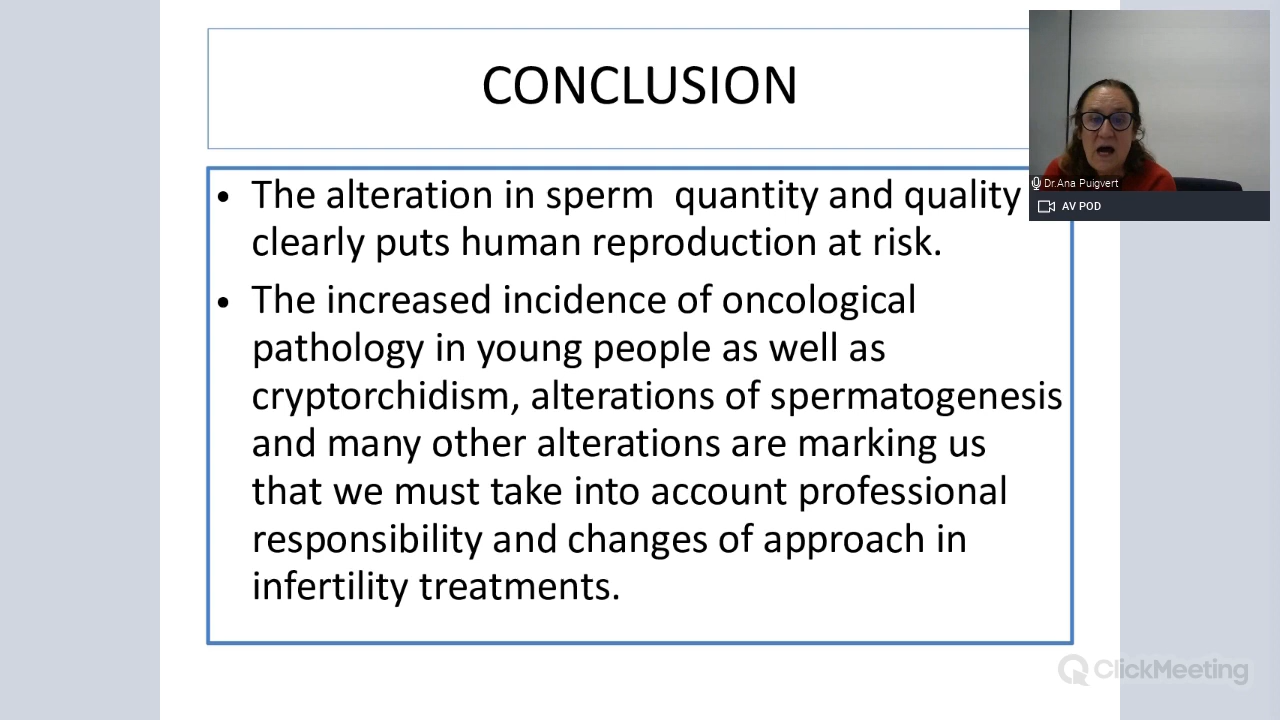 CONCLUSION
• The alteration in sperm  quantity and quality
clearly puts human reproduction at risk.
• The increased incidence of oncological
pathology in young people as well as
cryptorchidism, alterations of spermatogenesis
and many other alterations are marking us
that we must take into account professional
responsibility and changes of approach in
infertility treatments.
Dr.Ana Puigvert
AV POD
ClickMeeting